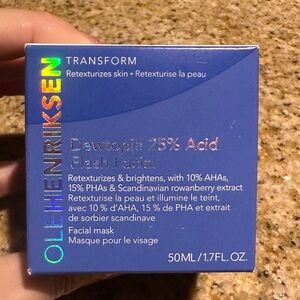 OLEHENRIKSEN
TRANSFORM
Retexturizes skin • Retexturise la peau
Dewtopia 25% Acid
Flash Facial
Retexturizes & brightens, with 10% AHAs,
15% PHAs & Scandinavian rowanberry extract
Retexturise la peau et illumine le teint,
avec 10 % d'AHA, 15 % de PHA et extrait
de sorbier scandinave
Facial mask
Masque pour le visage
50ML/1.7FL. OZ.